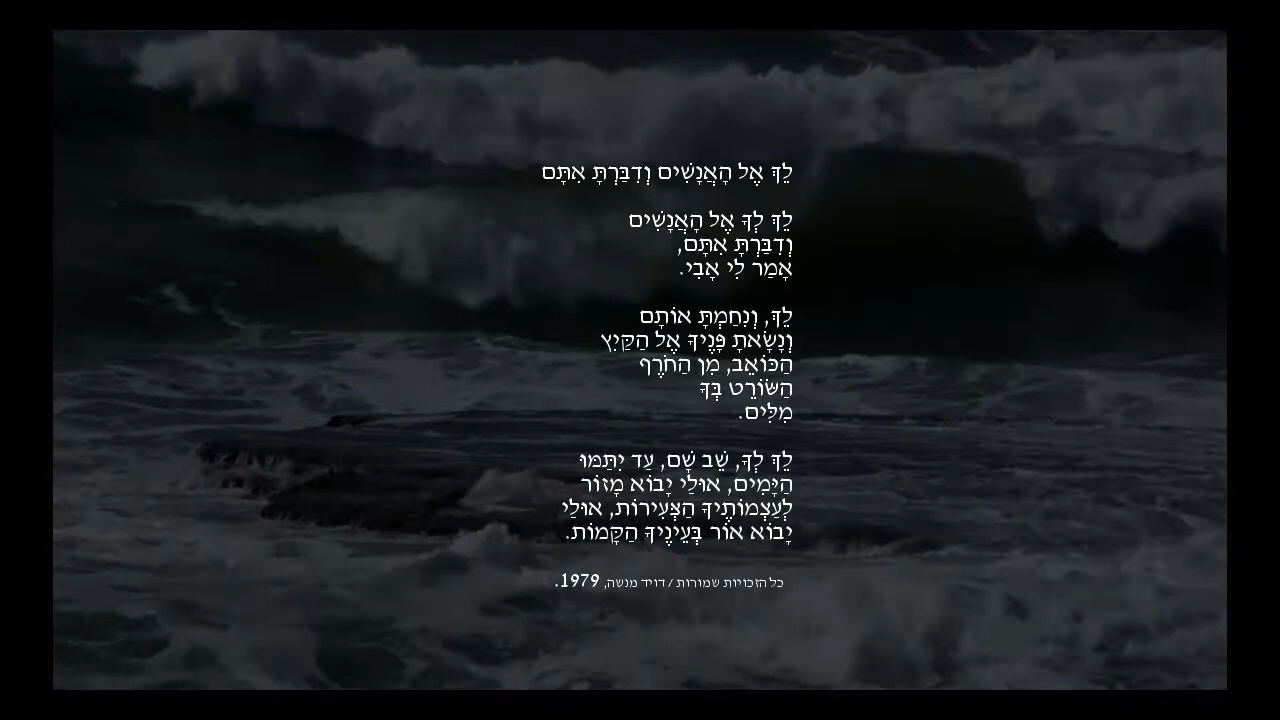 לֵךְ אֶל הָאֲנָשִׁים וְדִבַּרְתָּ אִתָּם
לֵךְ לְךָ אֶל הָאֲנָשִׁים
וְדִבַּרְתָּ אִתָּם,
אָמַר לִי אָבִי.
לֵךְ, וְנִחַמְתָּ אוֹתָם
וְנָשָׂאתָ פָּנֶיךָ אֶל הַקַּיִץ
הַכּוֹאֵב, מִן הַחֹרֶף
הַשּׂוֹרֵט בְּךָ
מִלִּים.
לֵךְ לְךָ, שֵׁב שָׁם, עַד יִתַּמּוּ
הַיָּמִים, אוּלַי יָבוֹא מָזוֹר
לְעַצְמוֹתֶיךָ הַצְּעִירוֹת, אוּלַי
יָבוֹא אוֹר בְּעֵינֶיךָ הַקָּמוֹת.
כל הזכויות שמורות / דויד מנשה, 1979.